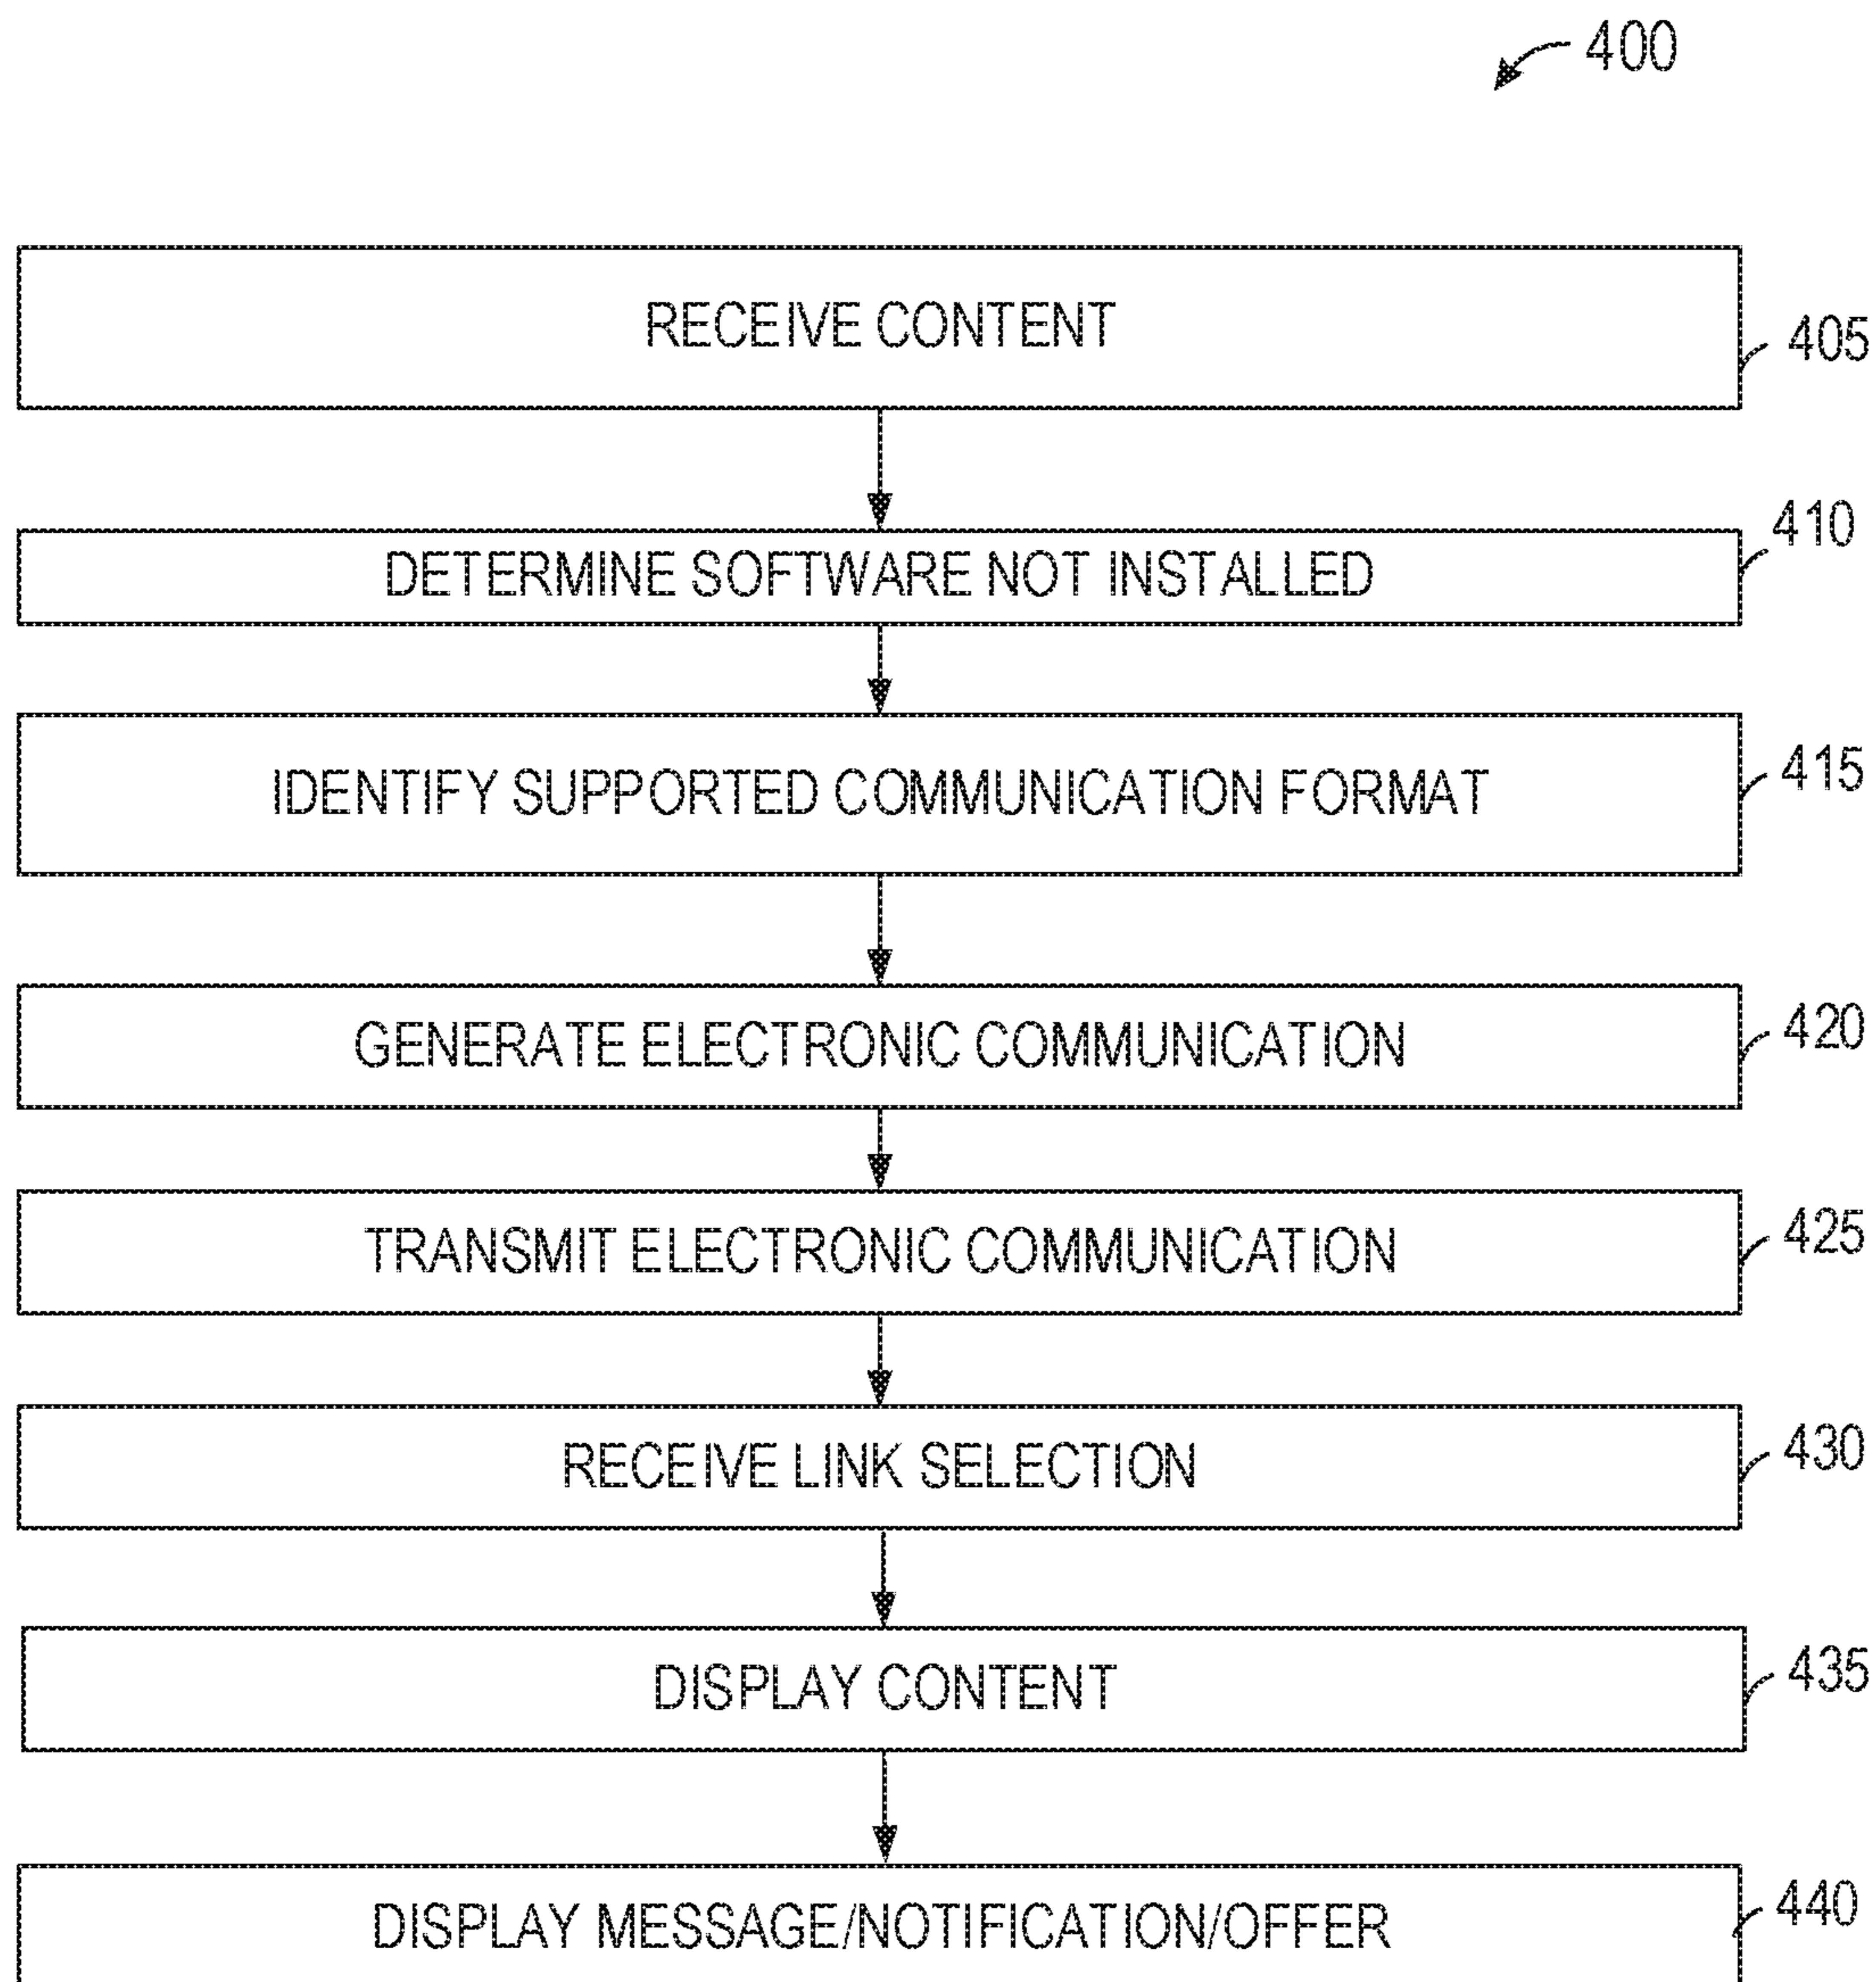 400
RECEIVE CONTENT
405
DETERMINE SOFTWARE NOT INSTALLED
410
IDENTIFY SUPPORTED COMMUNICATION FORMAT
415
GENERATE ELECTRONIC COMMUNICATION
420
TRANSMIT ELECTRONIC COMMUNICATION
425
RECEIVE LINK SELECTION
430
DISPLAY CONTENT
435
DISPLAY MESSAGE/NOTIFICATION/OFFER
440